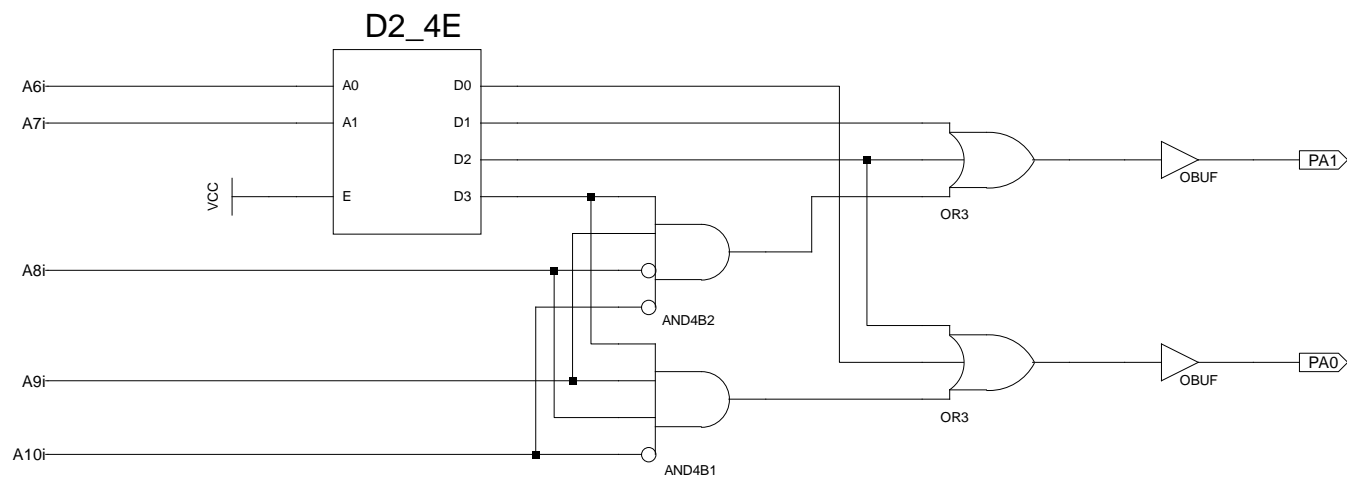 D2_4E
A6i
A0
D0
A7i
A1
D1
D2
PA1
OBUF
VCC
E
D3
OR3
A8i
AND4B2
PA0
A9i
OBUF
OR3
A10i
AND4B1